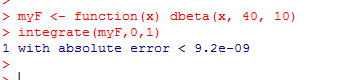 >
> myF <- function(x) dbeta(x, 40, 10)
> integrate(myF,0,1)
1 with absolute error < 9.2e-09
>
>